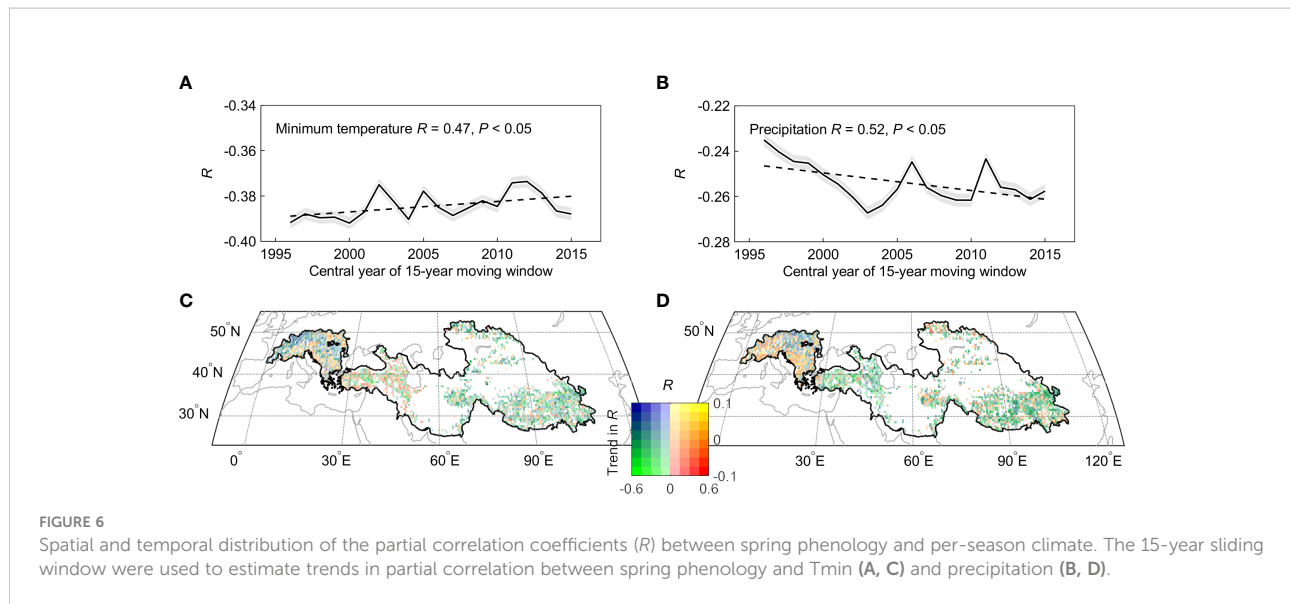 A
B
-0.34
-0.36
-0.38
-0.40
R
Minimum temperature R = 0.47, P < 0.05
1995 2000 2005 2010 2015
Central year of 15-year moving window
-0.22
-0.24
-0.26
-0.28
R
Precipitation R = 0.52, P < 0.05
1995 2000 2005 2010 2015
Central year of 15-year moving window
C
50°N
40°N
30°N
0° 30 E 60 E 90 E
D
50°N
40°N
30°N
30 E 60 E 90 E 120 E
R
Trend in R
0.1
0
-0.1
-0.6 0 0.6
FIGURE 6
Spatial and temporal distribution of the partial correlation coefficients (R) between spring phenology and per-season climate. The 15-year sliding
window were used to estimate trends in partial correlation between spring phenology and Tmin (A, C) and precipitation (B, D).